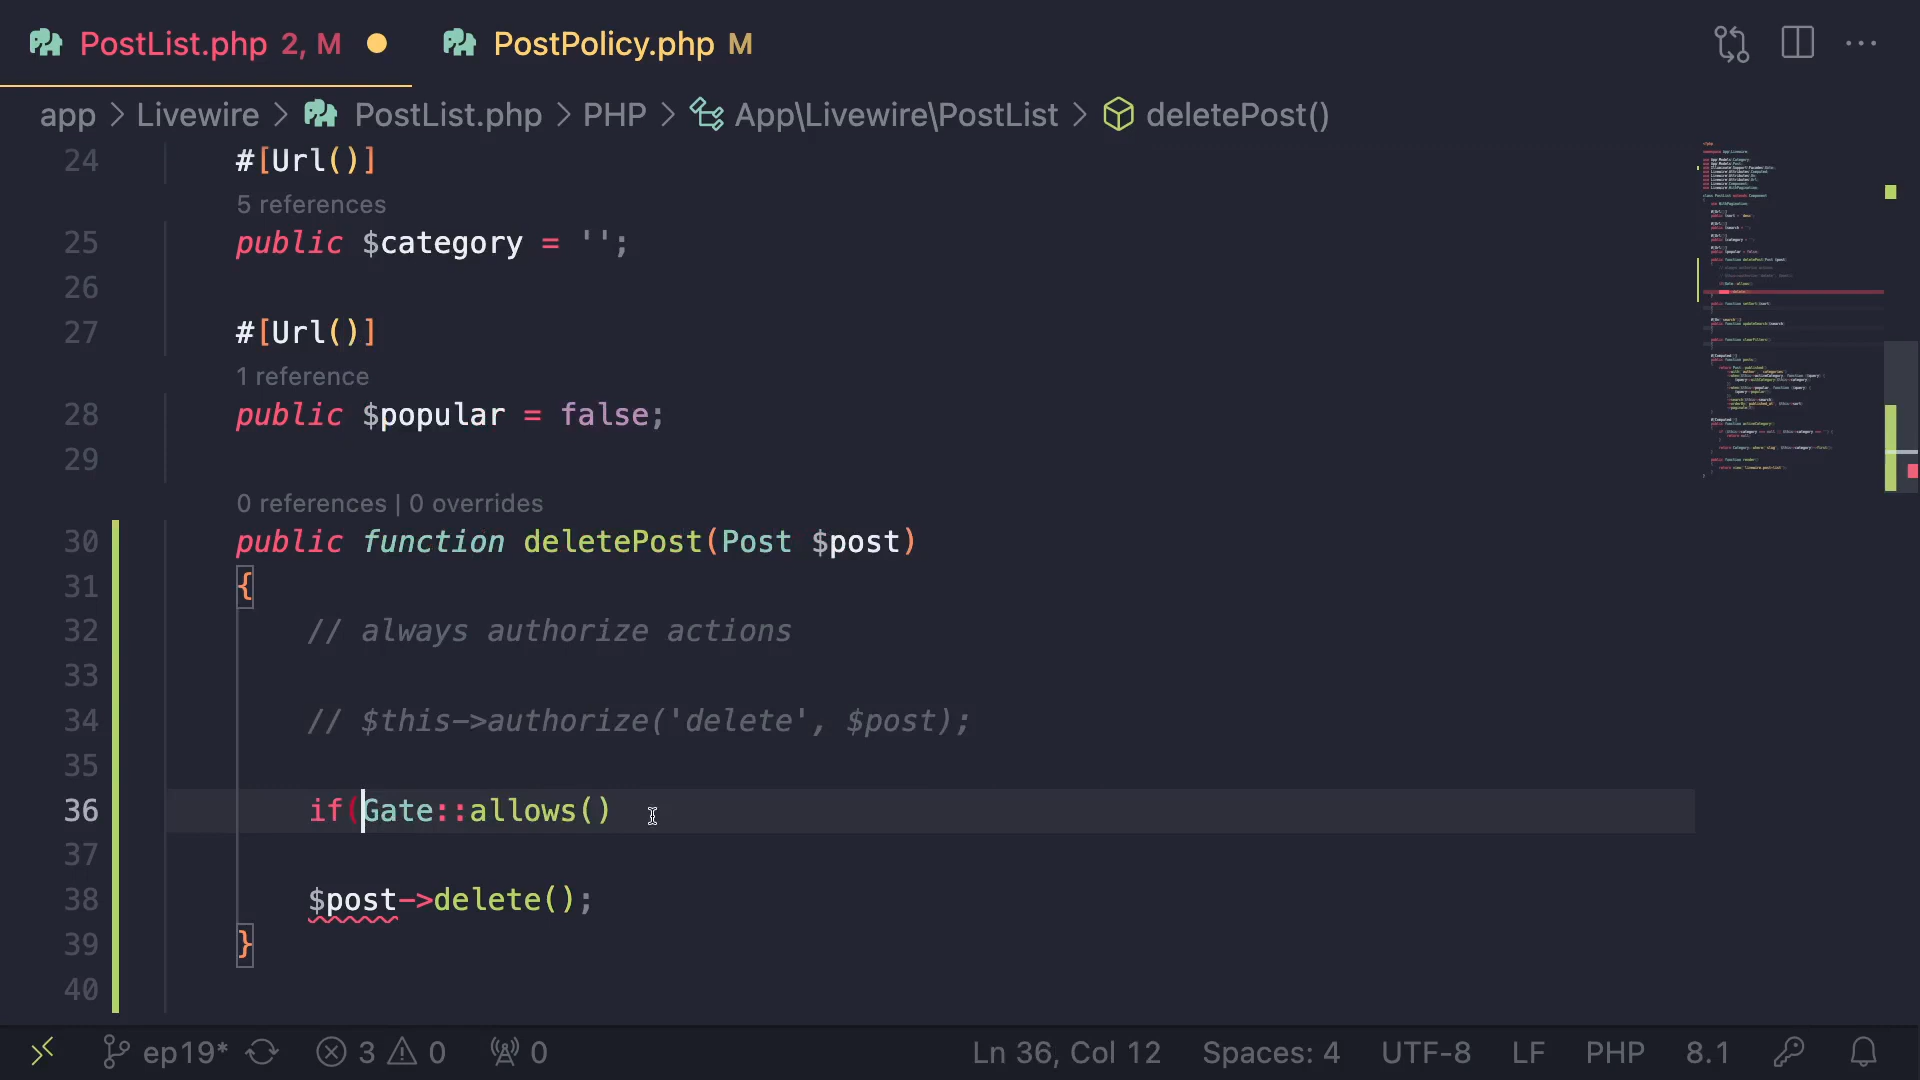 PostList.php 2, M
PostPolicy.php M
app > Livewire > PostList.php > PHP > App\Livewire\PostList > deletePost()
24 #[Url()]
5 references
25 public $category = '';
26
27 #[Url()]
1 reference
28 public $popular = false;
29
0 references | 0 overrides
30 public function deletePost(Post $post)
31 {
32 // always authorize actions
33
34 // $this->authorize('delete', $post);
35
36 if(Gate::allows()
37
38 $post->delete();
39 }
40
ep19* 3 0 0 Ln 36, Col 12 Spaces: 4 UTF-8 LF PHP 8.1